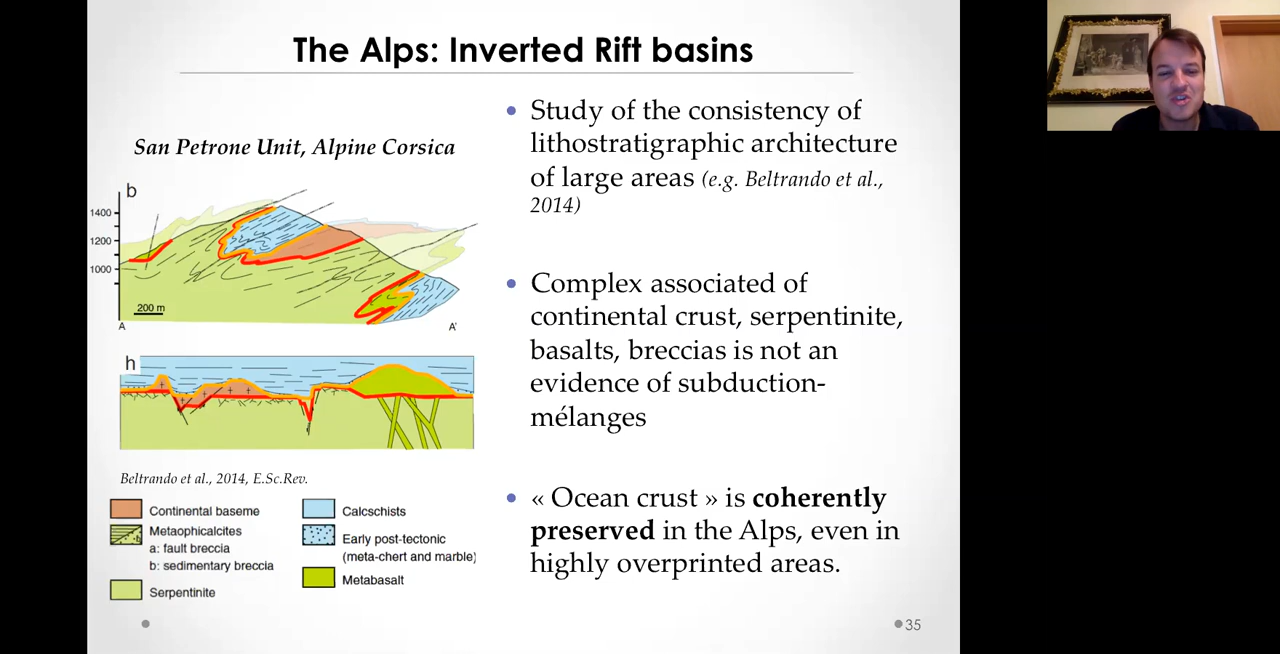 The Alps: Inverted Rift basins
San Petrone Unit, Alpine Corsica
b
1400
1200
1000
200 m
A
A'
h
Beltrando et al., 2014, E.Sc.Rev.
Continental baseme
Metaophicalcites
a: fault breccia
b: sedimentary breccia
Serpentinite
Calcschists
Early post-tectonic
(meta-chert and marble)
Metabasalt
• Study of the consistency of
lithostratigraphic architecture
of large areas (e.g. Beltrando et al.,
2014)
• Complex associated of
continental crust, serpentinite,
basalts, breccias is not an
evidence of subduction-
mélanges
• « Ocean crust » is coherently
preserved in the Alps, even in
highly overprinted areas.
35